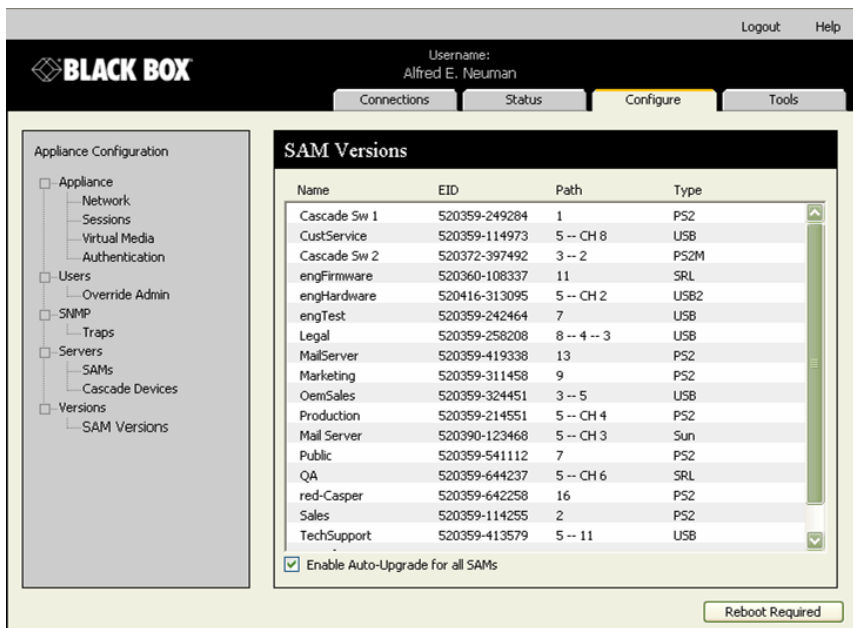 Logout Help
BLACK BOX
Username:
Alfred E. Neuman
Connections Status Configure Tools
Appliance Configuration
Appliance
Network
Sessions
Virtual Media
Authentication
Users
Override Admin
SNMP
Traps
Servers
SAMs
Cascade Devices
Versions
SAM Versions
SAM Versions
Name EID Path Type
Cascade Sw 1 520359-249284 1 PS2
CustService 520359-114973 5 -- CH 8 USB
Cascade Sw 2 520372-397492 3 -- 2 PS2M
engFirmware 520360-108337 11 SRL
engHardware 520416-313095 5 -- CH 2 USB2
engTest 520359-242464 7 USB
Legal 520359-258208 8 -- 4 -- 3 USB
MailServer 520359-419338 13 PS2
Marketing 520359-311458 9 PS2
OemSales 520359-324451 3 -- 5 USB
Production 520359-214551 5 -- CH 4 PS2
Mail Server 520390-123468 5 -- CH 3 Sun
Public 520359-541112 7 PS2
QA 520359-644237 5 -- CH 6 SRL
red-Casper 520359-642258 16 PS2
Sales 520359-114255 2 PS2
TechSupport 520359-413579 5 -- 11 USB
Enable Auto-Upgrade for all SAMs
Reboot Required